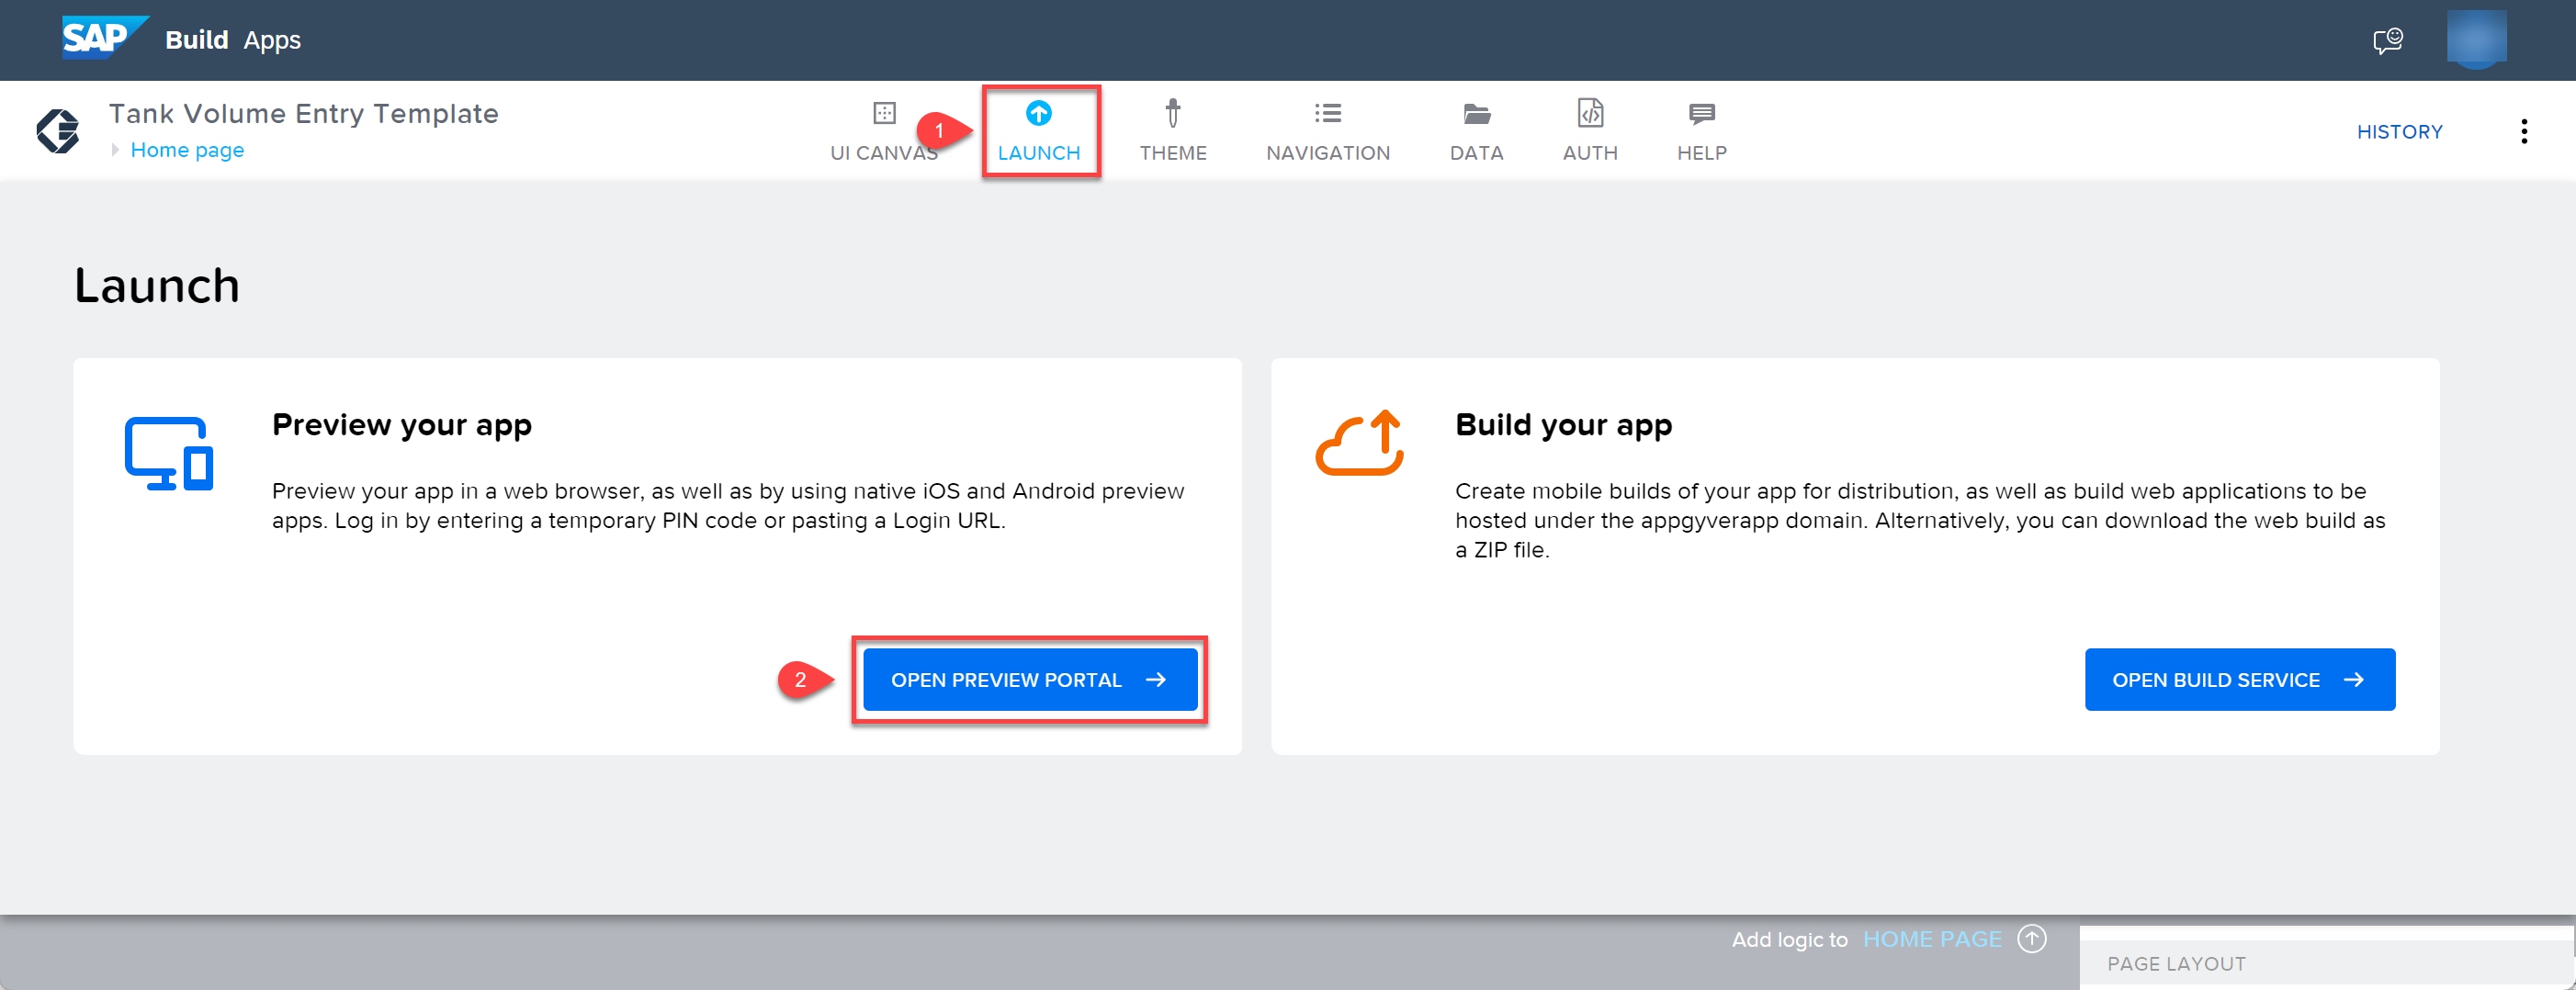 SAP Build Apps
Tank Volume Entry Template
Home page
UI CANVAS
1
LAUNCH
THEME
NAVIGATION
DATA
AUTH
HELP
HISTORY
Launch
Preview your app
Preview your app in a web browser, as well as by using native iOS and Android preview
apps. Log in by entering a temporary PIN code or pasting a Login URL.
2
OPEN PREVIEW PORTAL
Build your app
Create mobile builds of your app for distribution, as well as build web applications to be
hosted under the appgyverapp domain. Alternatively, you can download the web build as
a ZIP file.
OPEN BUILD SERVICE
Add logic to HOME PAGE
PAGE LAYOUT